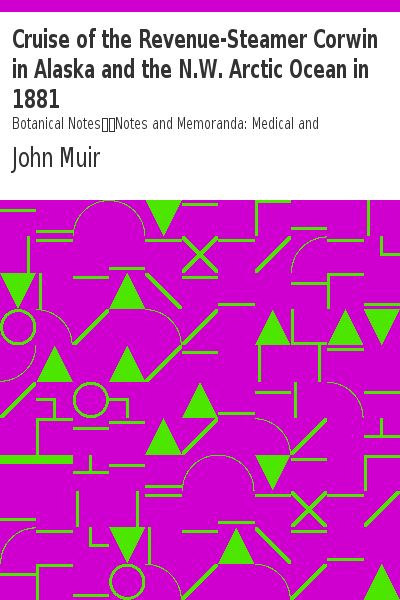 Cruise of the Revenue-Steamer Corwin
in Alaska and the N.W. Arctic Ocean in
1881
Botanical Notes▯▯Notes and Memoranda: Medical and
John Muir